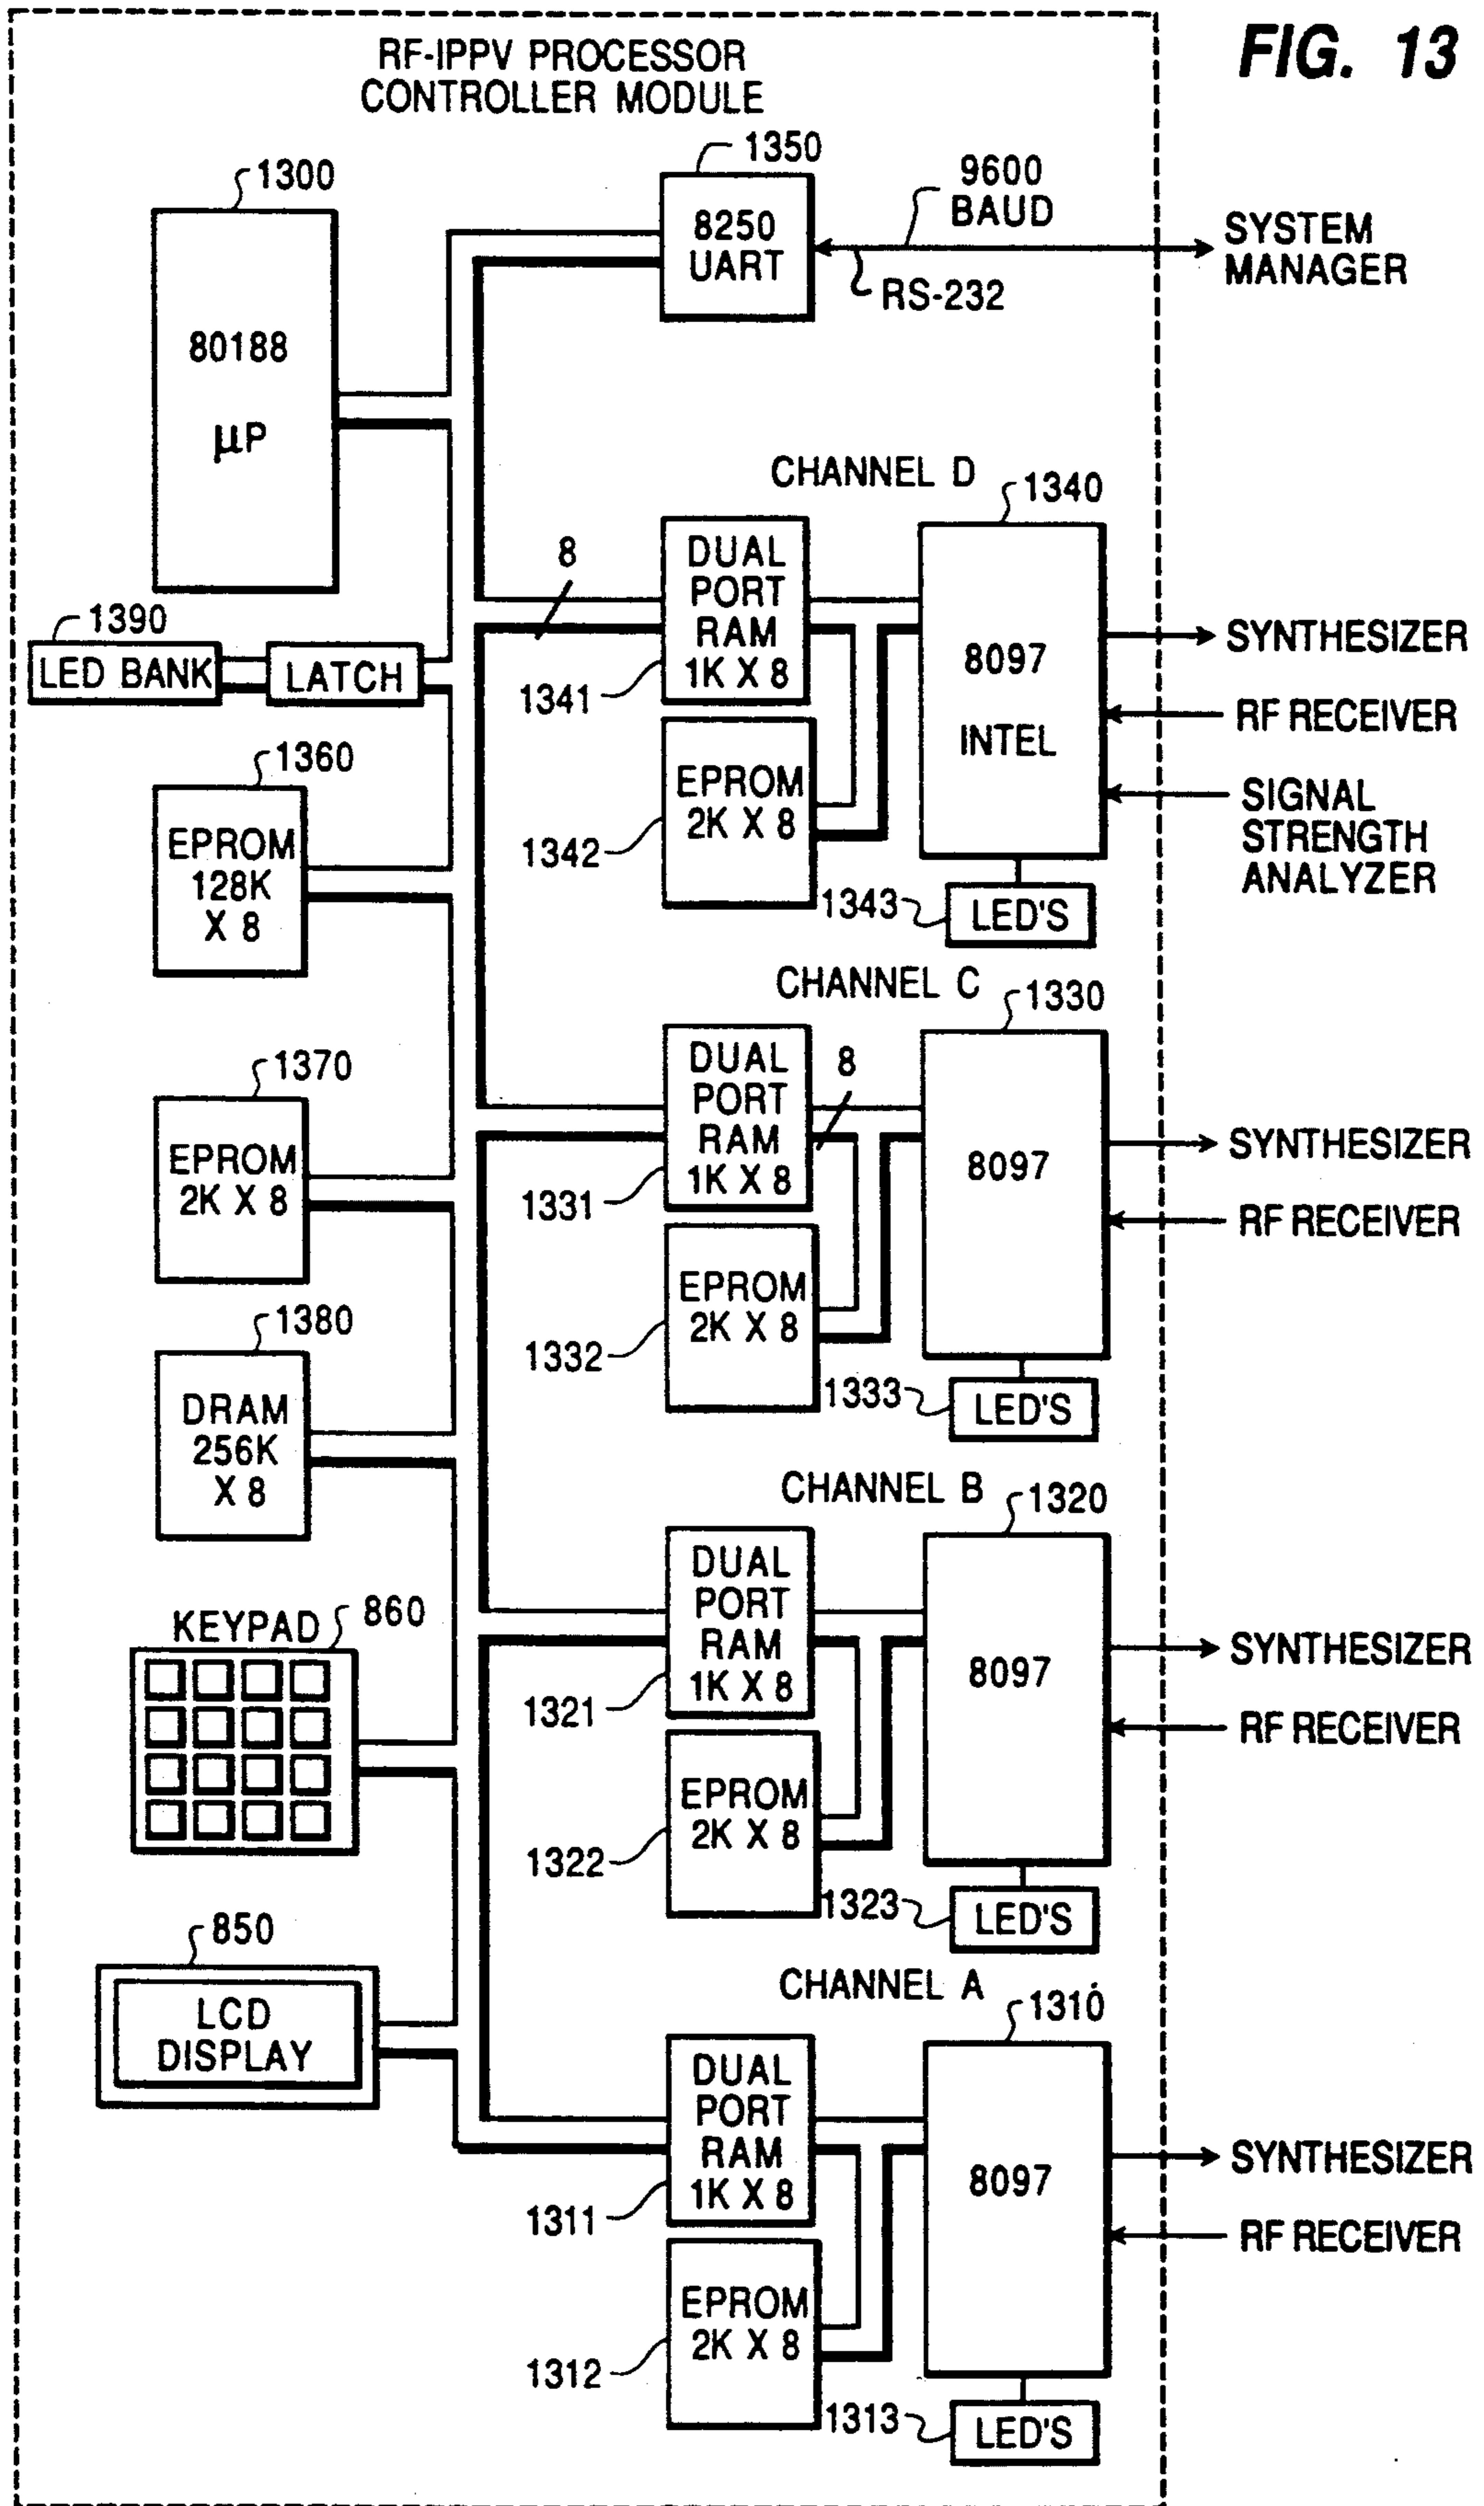 FIG. 13
RF-IPPV PROCESSOR
CONTROLLER MODULE
1300
80188
µP
1350
8250
UART
9600
BAUD
RS-232
SYSTEM
MANAGER
1390
LED BANK
LATCH
1360
EPROM
128K
X 8
1370
EPROM
2K X 8
1380
DRAM
256K
X 8
KEYPAD
860
850
LCD
DISPLAY
CHANNEL D
8
DUAL
PORT
RAM
1K X 8
1341
EPROM
2K X 8
1342
1340
8097
INTEL
1343
LED'S
SYNTHESIZER
RF RECEIVER
SIGNAL
STRENGTH
ANALYZER
CHANNEL C
DUAL
PORT
RAM
1K X 8
1331
8
EPROM
2K X 8
1332
1330
8097
1333
LED'S
SYNTHESIZER
RF RECEIVER
CHANNEL B
DUAL
PORT
RAM
1K X 8
1321
EPROM
2K X 8
1322
1320
8097
1323
LED'S
SYNTHESIZER
RF RECEIVER
CHANNEL A
DUAL
PORT
RAM
1K X 8
1311
EPROM
2K X 8
1312
1310
8097
1313
LED'S
SYNTHESIZER
RF RECEIVER